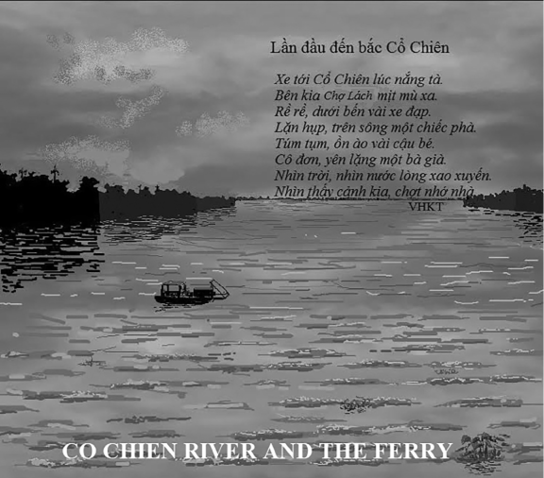 Lần đầu đến bắc Cổ Chiên
Xe tới Cổ Chiên lúc nắng tà.
Bên kìa Chợ Lách mịt mù xa.
Rề rề, dưới bến vài xe đạp.
Lặn hụp, trên sông một chiếc phà.
Túm tụm, ồn ào vài cậu bé.
Cô đơn, yên lặng một bà già.
Nhìn trời, nhìn nước lòng xao xuyến.
Nhìn thấy cảnh kia, chợt nhớ nhà.
VHKT
CO CHIEN RIVER AND THE FERRY